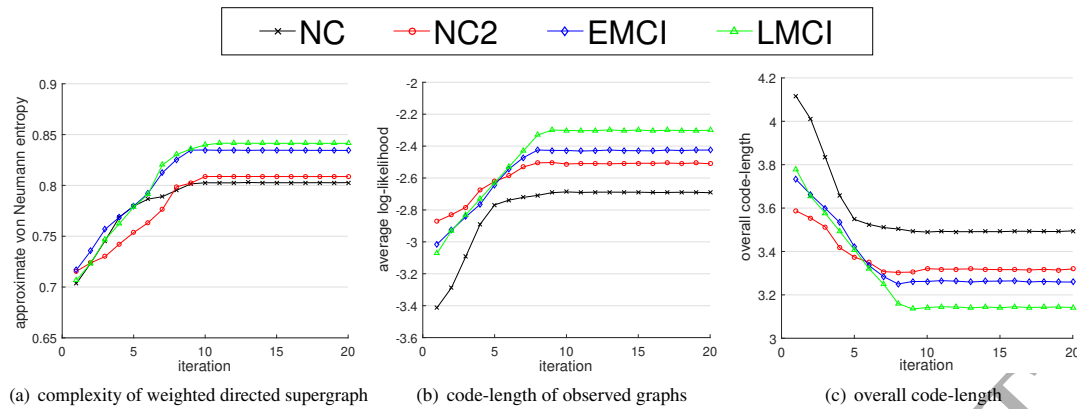 NC NC2 EMCI LMCI
0.9
0.85
0.8
0.75
0.7
0.65
0 5 10 15 20
approximate von Neumann entropy
iteration
(a) complexity of weighted directed supergraph
-2
-2.2
-2.4
-2.6
-2.8
-3
-3.2
-3.4
-3.6
0 5 10 15 20
average log-likelihood
iteration
(b) code-length of observed graphs
4.2
4
3.8
3.6
3.4
3.2
3
0 5 10 15 20
overall code-length
iteration
(c) overall code-length